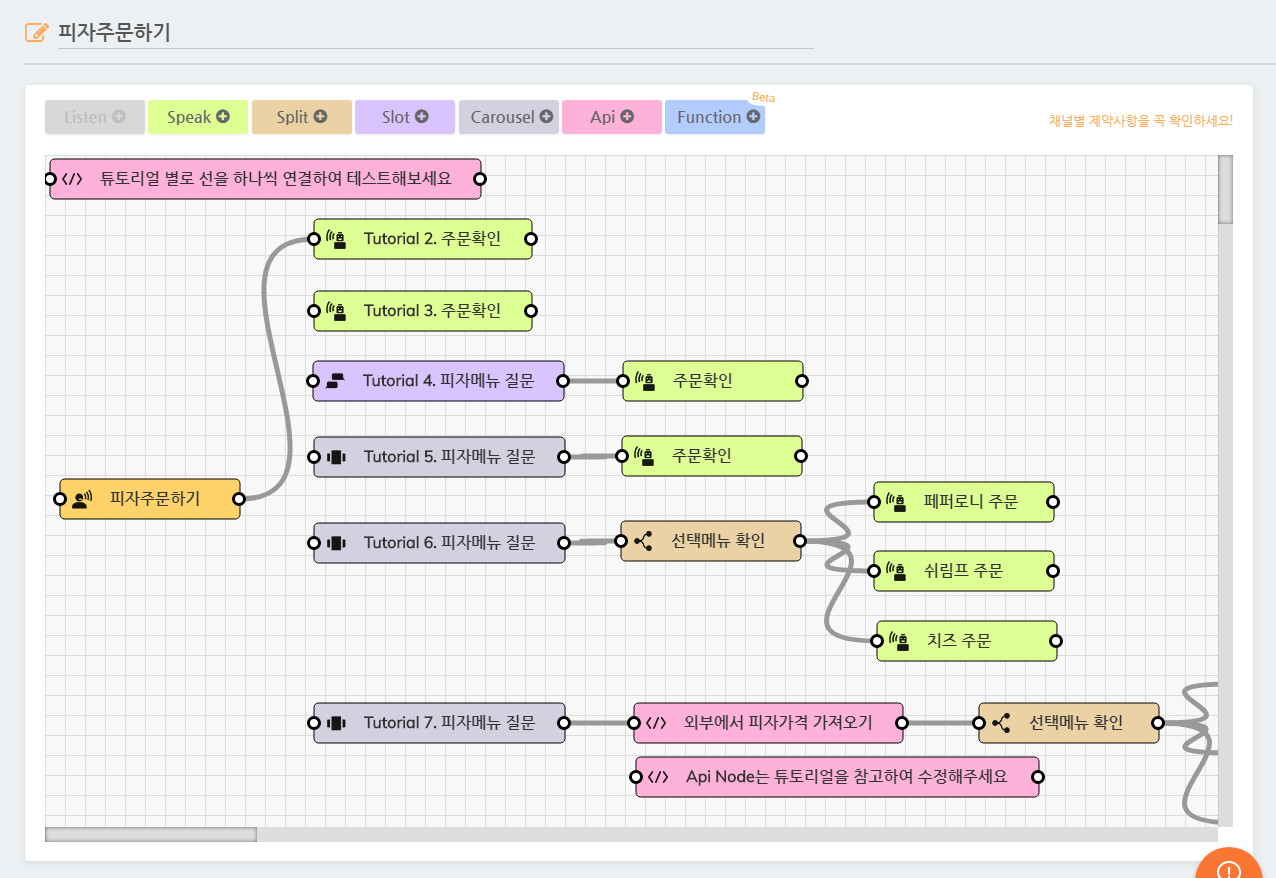 피자주문하기
Beta
Listen
Speak
Split
Slot
Carousel
Api
Function
채널별 제약사항을 꼭 확인하세요!
튜토리얼 별로 선을 하나씩 연결하여 테스트해보세요
Tutorial 2. 주문확인
Tutorial 3. 주문확인
Tutorial 4. 피자메뉴 질문
주문확인
Tutorial 5. 피자메뉴 질문
주문확인
피자주문하기
페퍼로니 주문
Tutorial 6. 피자메뉴 질문
선택메뉴 확인
쉬림프 주문
치즈 주문
Tutorial 7. 피자메뉴 질문
외부에서 피자가격 가져오기
선택메뉴 확인
Api Node는 튜토리얼을 참고하여 수정해주세요